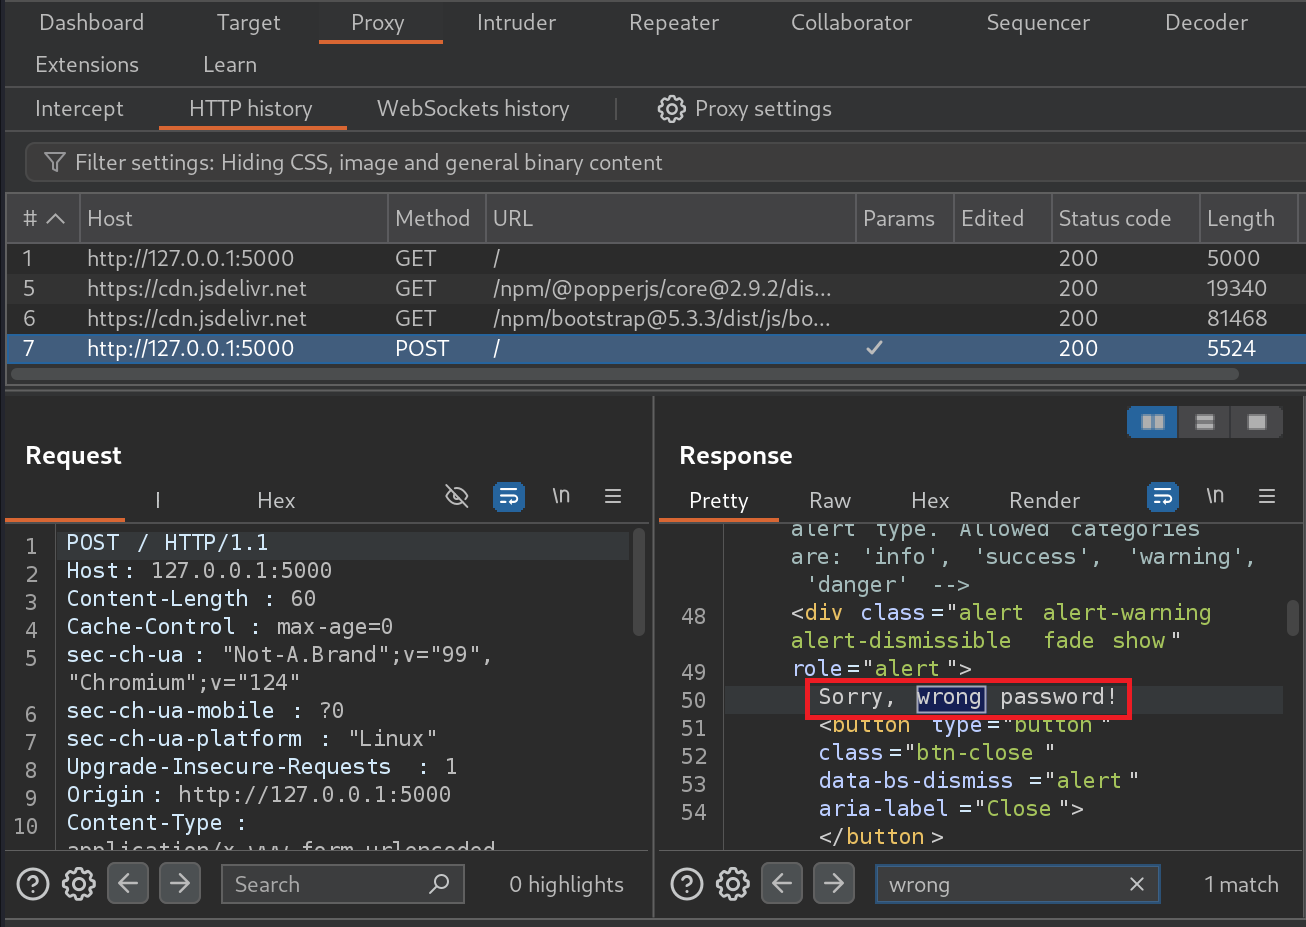 Dashboard Target Proxy Intruder Repeater Collaborator Sequencer Decoder
Extensions Learn
Intercept HTTP history WebSockets history Proxy settings
Filter settings: Hiding CSS, image and general binary content
# Host Method URL Params Edited Status code Length
1 http://127.0.0.1:5000 GET / 200 5000
5 https://cdn.jsdelivr.net GET /npm/@popperjs/core@2.9.2/dis... 200 19340
6 https://cdn.jsdelivr.net GET /npm/bootstrap@5.3.3/dist/js/bo... 200 81468
7 http://127.0.0.1:5000 POST / ✓ 200 5524
Request
Hex \n
1 POST / HTTP/1.1
2 Host: 127.0.0.1:5000
3 Content-Length : 60
4 Cache-Control : max-age=0
5 sec-ch-ua : "Not-A.Brand";v="99",
"Chromium";v="124"
6 sec-ch-ua-mobile : ?0
7 sec-ch-ua-platform : "Linux"
8 Upgrade-Insecure-Requests : 1
9 Origin: http://127.0.0.1:5000
10 Content-Type :
application/x-www-form-urlencoded
Search 0 highlights
Response
Pretty Raw Hex Render \n
alert type. Allowed categories
are: 'info', 'success', 'warning',
'danger' -->
48 <div class="alert alert-warning
alert-dismissible fade show"
49 role="alert">
50 Sorry, wrong password!
51 <button type="button"
52 class="btn-close "
53 data-bs-dismiss ="alert"
54 aria-label ="Close">
</button>
wrong 1 match